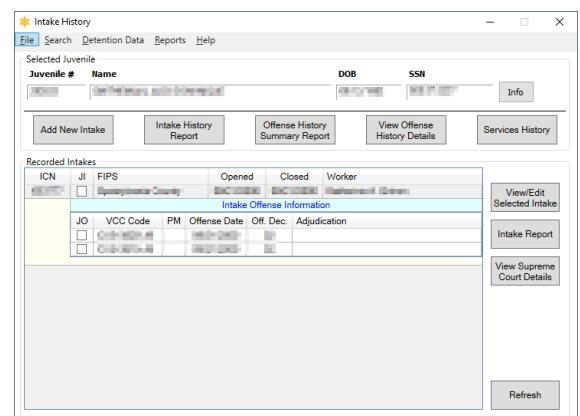 Intake History
File Search Detention Data Reports Help
Selected Juvenile
Juvenile # Name DOB SSN
Info
Add New Intake
Intake History Report
Offense History Summary Report
View Offense History Details
Services History
Recorded Intakes
ICN JI FIPS Opened Closed Worker
View/Edit Selected Intake
Intake Offense Information
JO VCC Code PM Offense Date Off. Dec. Adjudication
Intake Report
View Supreme Court Details
Refresh